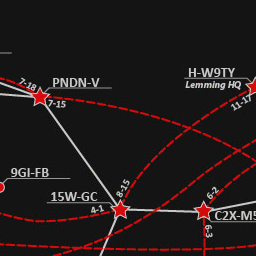 7-18
PNDN-V
7-15
H-W9TY
Lemming HQ
11-17
9GI-FB
8-15
15W-GC
4-1
6-2
C2X-M5
6-3